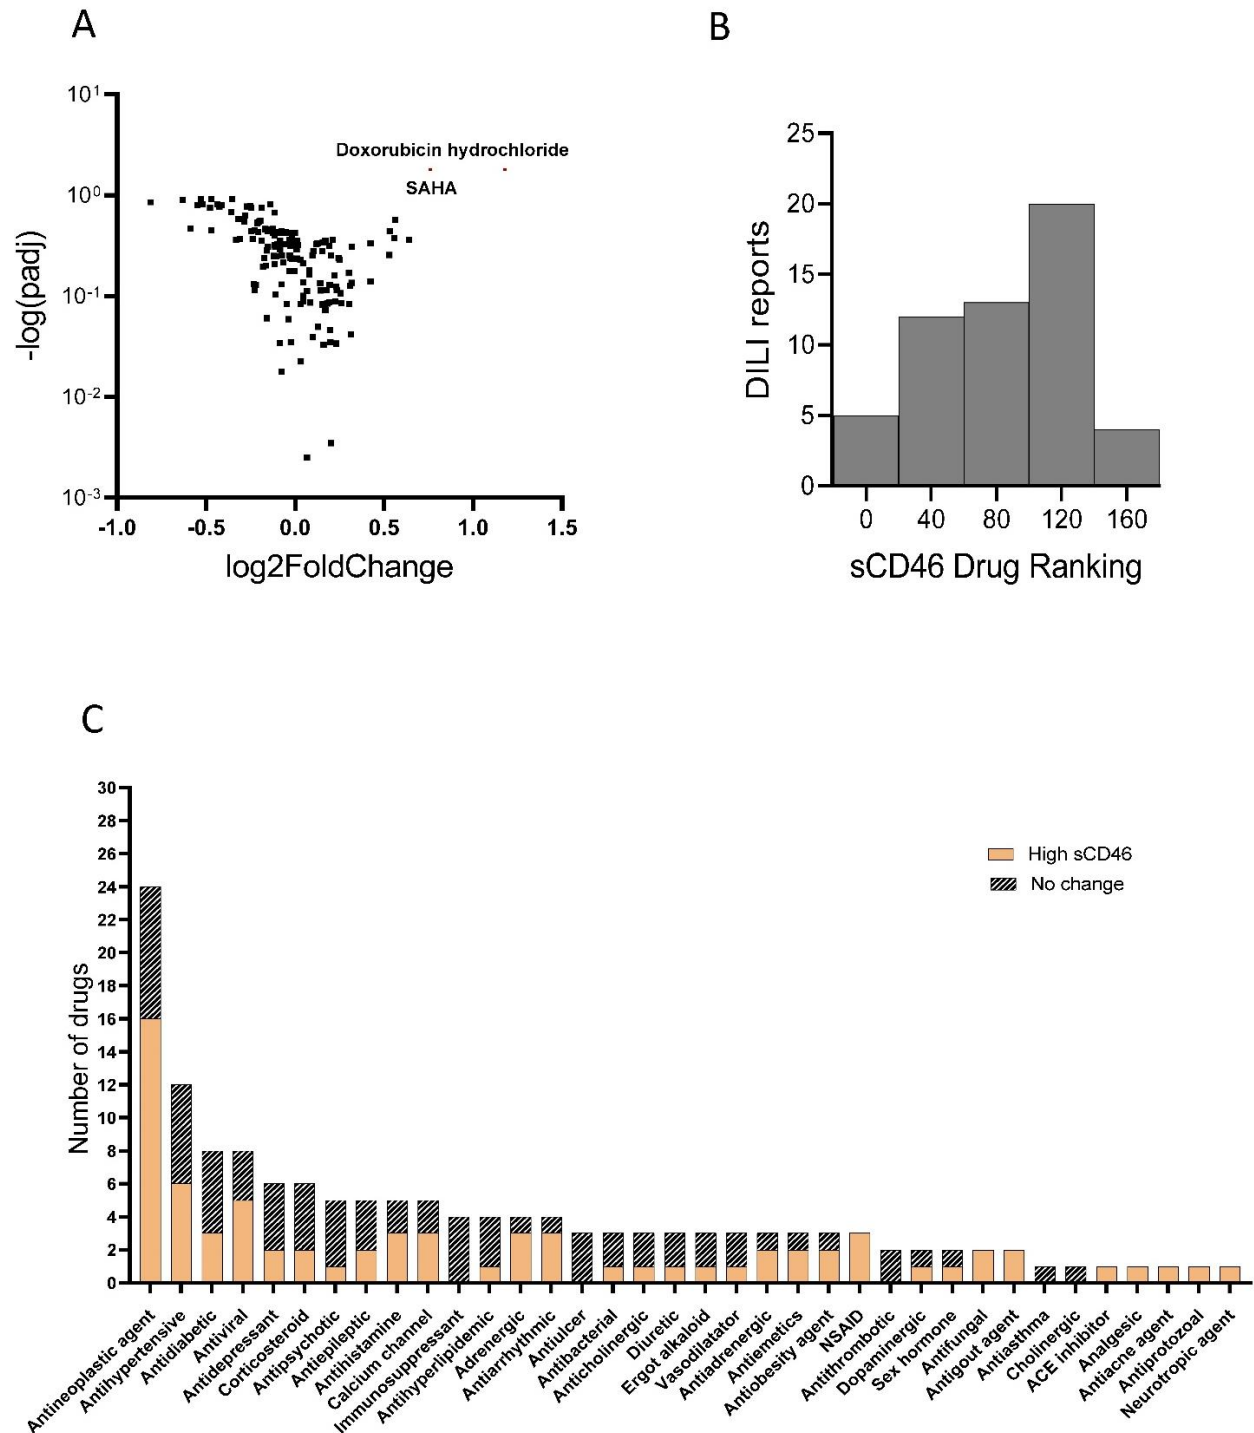 A
B
10¹
10⁰
10⁻¹
10⁻²
10⁻³
-log(padj)
Doxorubicin hydrochloride
SAHA
-1.0 -0.5 0.0 0.5 1.0 1.5
log2FoldChange
25
20
15
10
5
0
DILI reports
0 40 80 120 160
sCD46 Drug Ranking
C
30
28
26
24
22
20
18
16
14
12
10
8
6
4
2
0
Number of drugs
High sCD46
No change
Antineoplastic agent
Antihypertensive
Antidiabetic
Antiviral
Antidepressant
Corticosteroid
Antipsychotic
Antiepileptic
Antihistamine
Calcium channel
Immunosuppressant
Antihyperlipidemic
Adrenergic
Antiarrhythmic
Antiulcer
Antibacterial
Anticholinergic
Diuretic
Ergot alkaloid
Vasodilatator
Antiadrenergic
Antiemetics
Antiobesity agent
NSAID
Antithrombotic
Dopaminergic
Sex hormone
Antifungal
Antigout agent
Antiasthma
Cholinergic
ACE Inhibitor
Analgesic
Antiacne agent
Antiprotozoal
Neurotropic agent